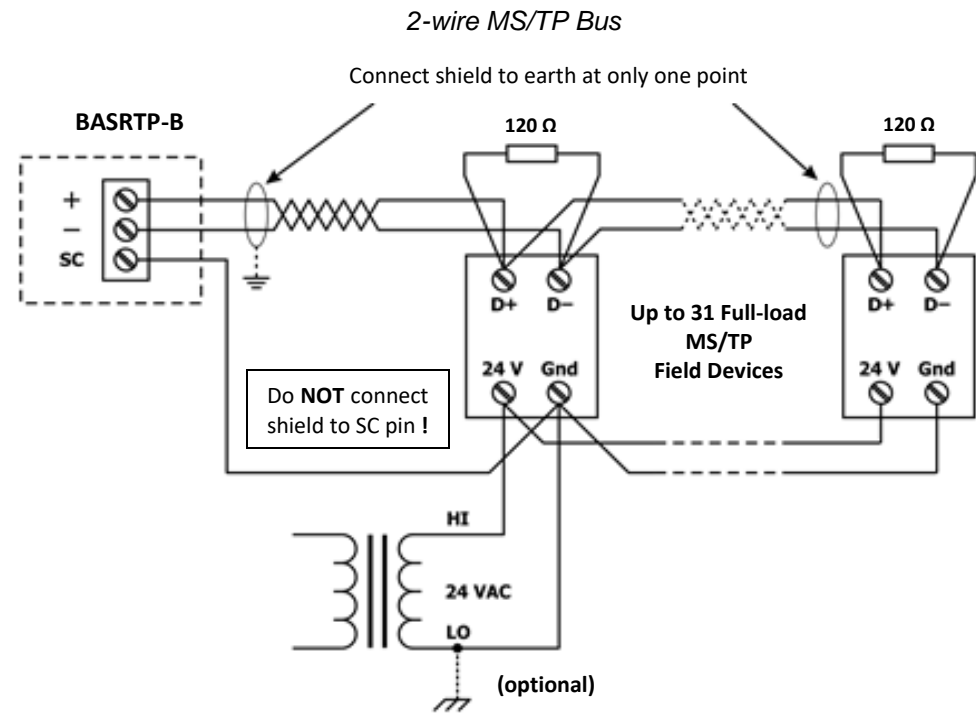 2-wire MS/TP Bus
Connect shield to earth at only one point
BASRTP-B
120 Ω
120 Ω
+
−
SC
D+ D−
D+ D−
Up to 31 Full-load
MS/TP
Field Devices
24 V Gnd
24 V Gnd
Do NOT connect
shield to SC pin !
HI
24 VAC
LO
(optional)